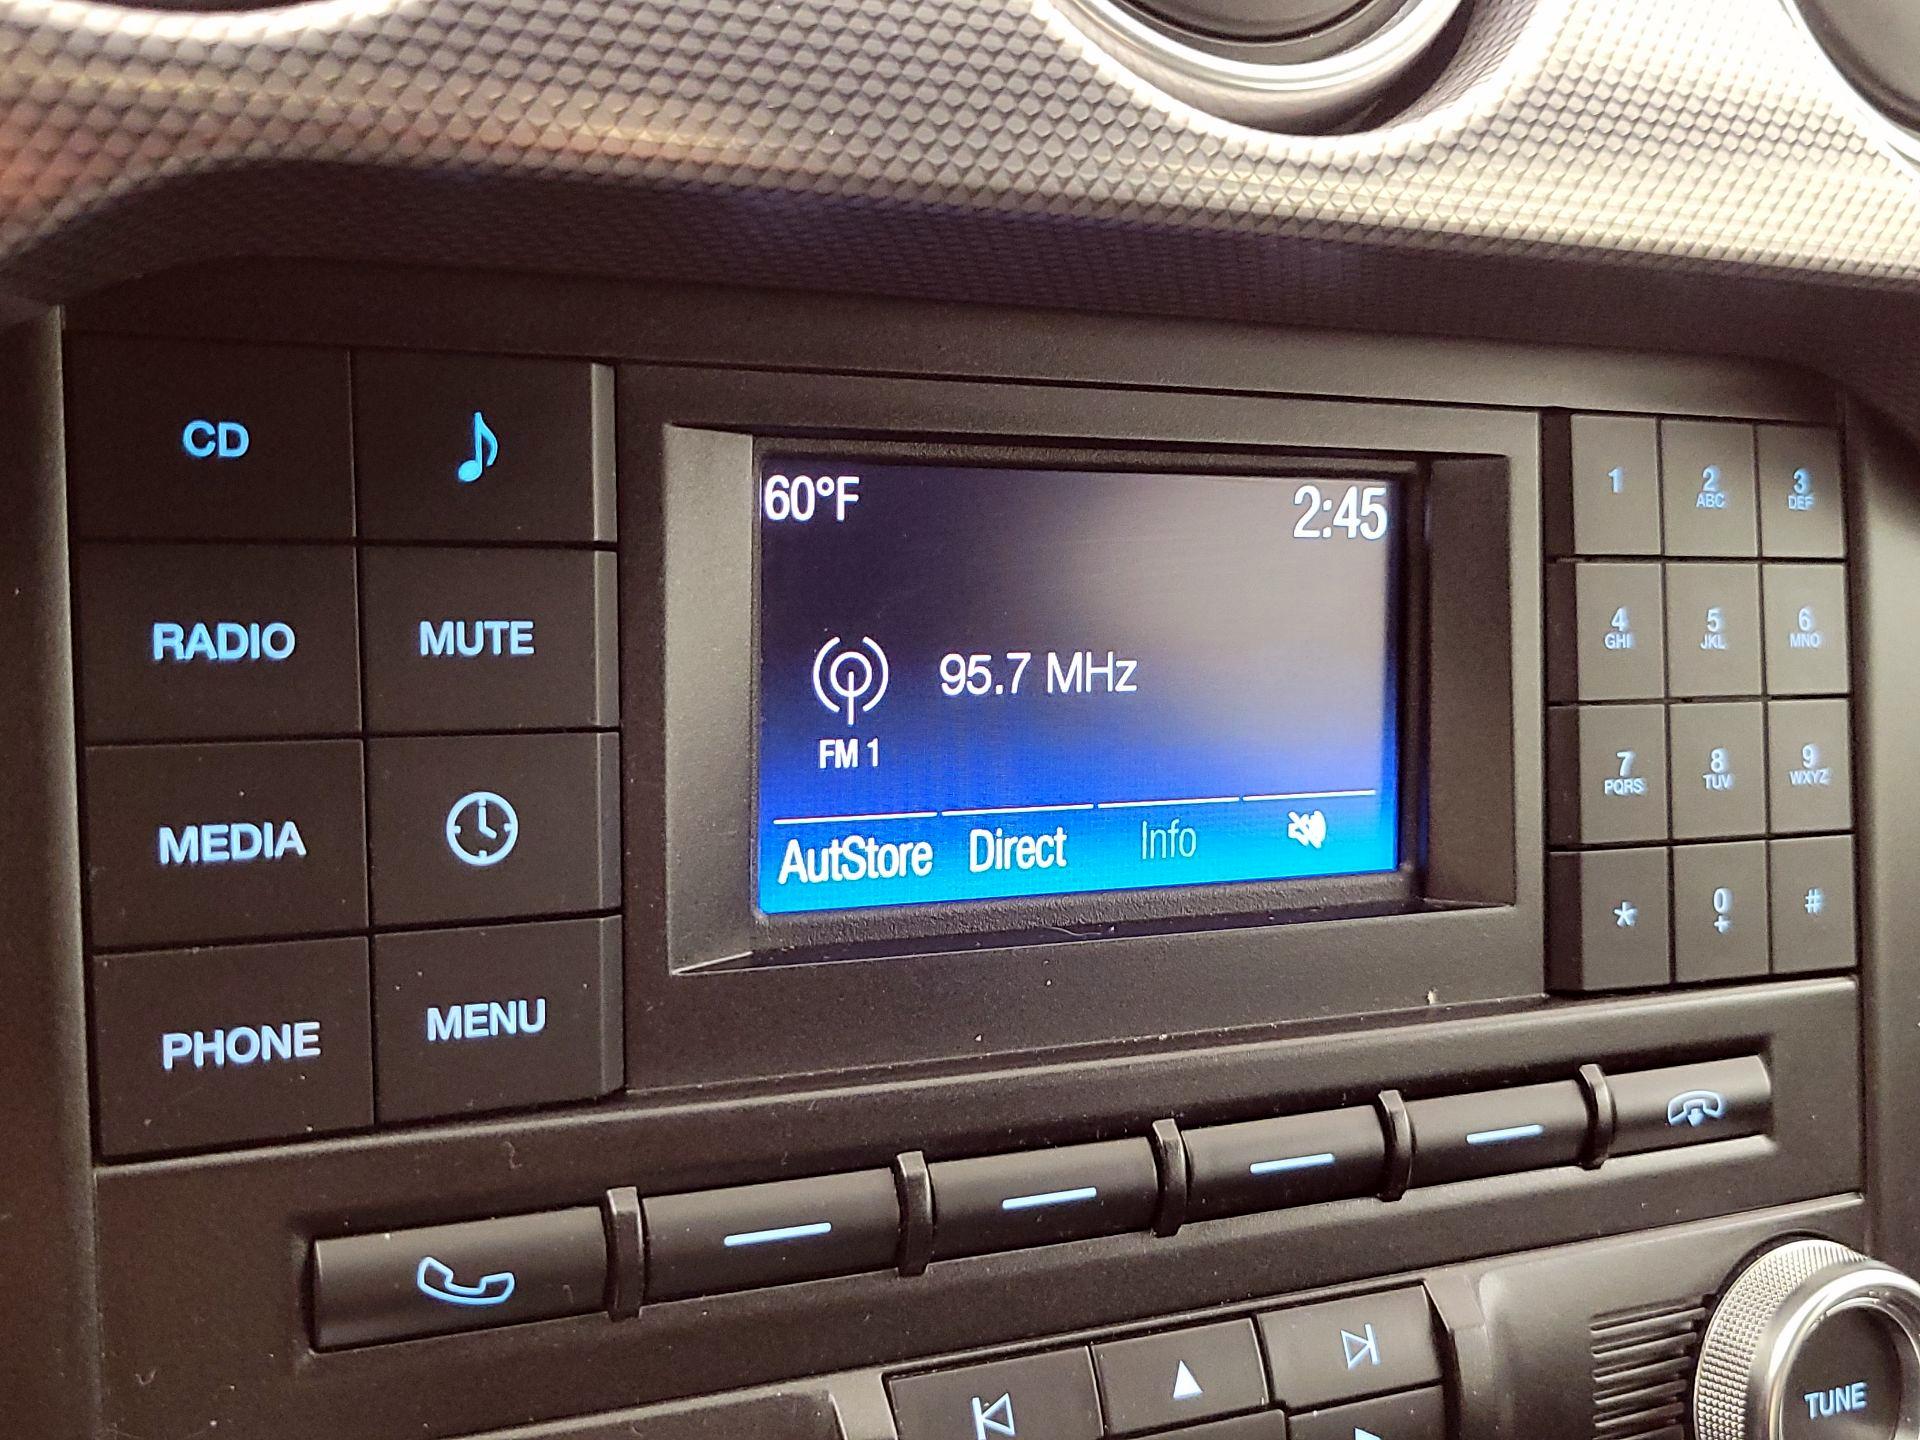 CD
RADIO
MUTE
MEDIA
PHONE
MENU
60°F
2:45
95.7 MHz
FM 1
AutStore
Direct
Info
1
2
ABC
3
DEF
4
GHI
5
JKL
6
MNO
7
PQRS
8
TUV
9
WXYZ
*
0
+
#
TUNE